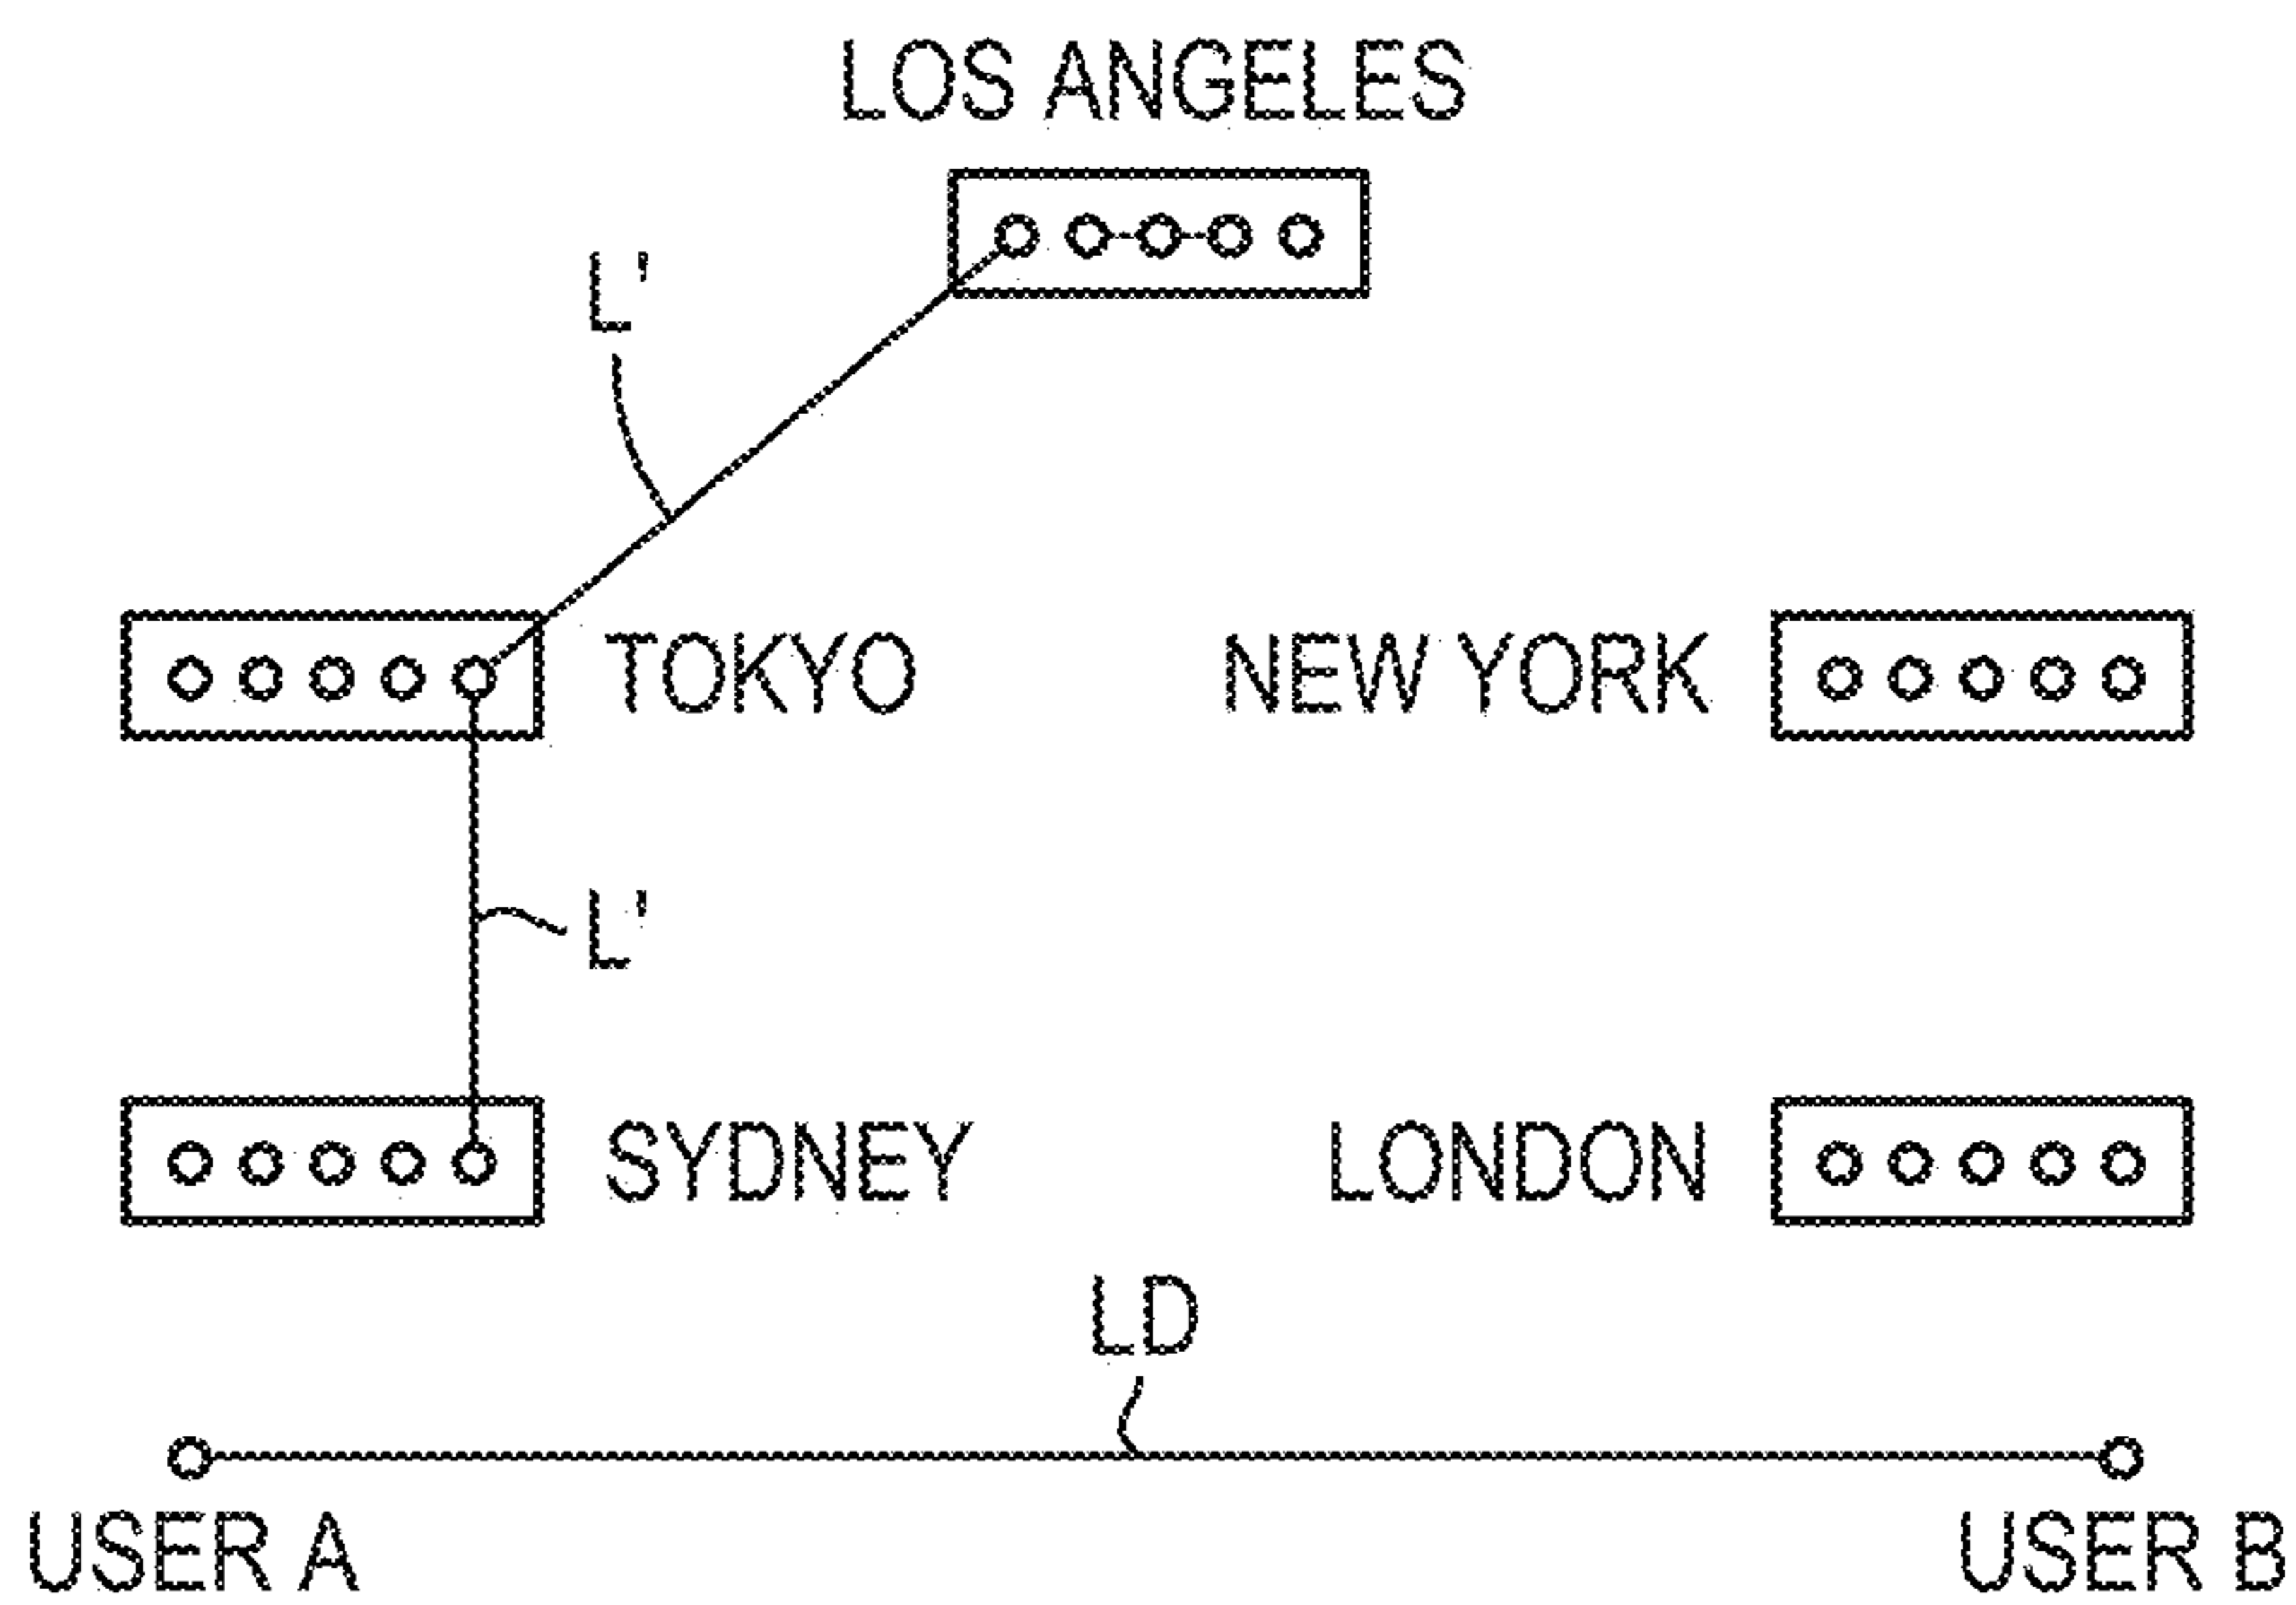 LOS ANGELES
L'
TOKYO
NEW YORK
L'
SYDNEY
LONDON
LD
USER A
USER B